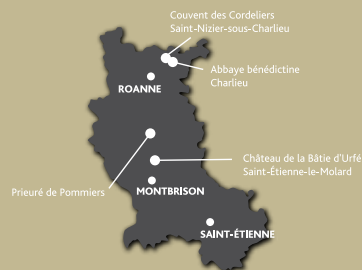 Couvent des Cordeliers
Saint-Nizier-sous-Charlieu
Abbaye bénédictine
Charlieu
ROANNE
Château de la Bâtie d'Urfé
Saint-Étienne-le-Molard
Prieuré de Pommiers
MONTBRISON
SAINT-ÉTIENNE